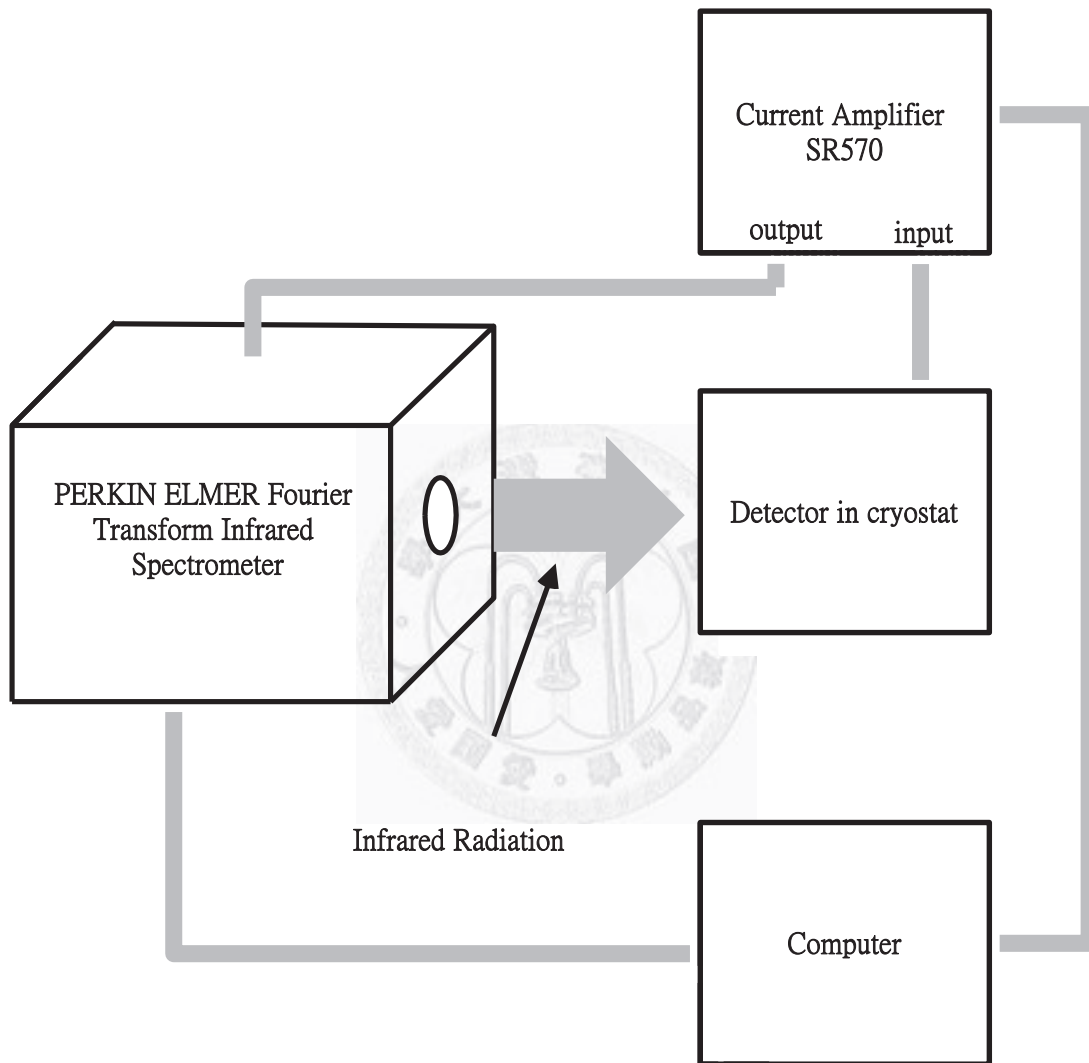 Current Amplifier
SR570
output input
PERKIN ELMER Fourier
Transform Infrared
Spectrometer
Detector in cryostat
Infrared Radiation
Computer